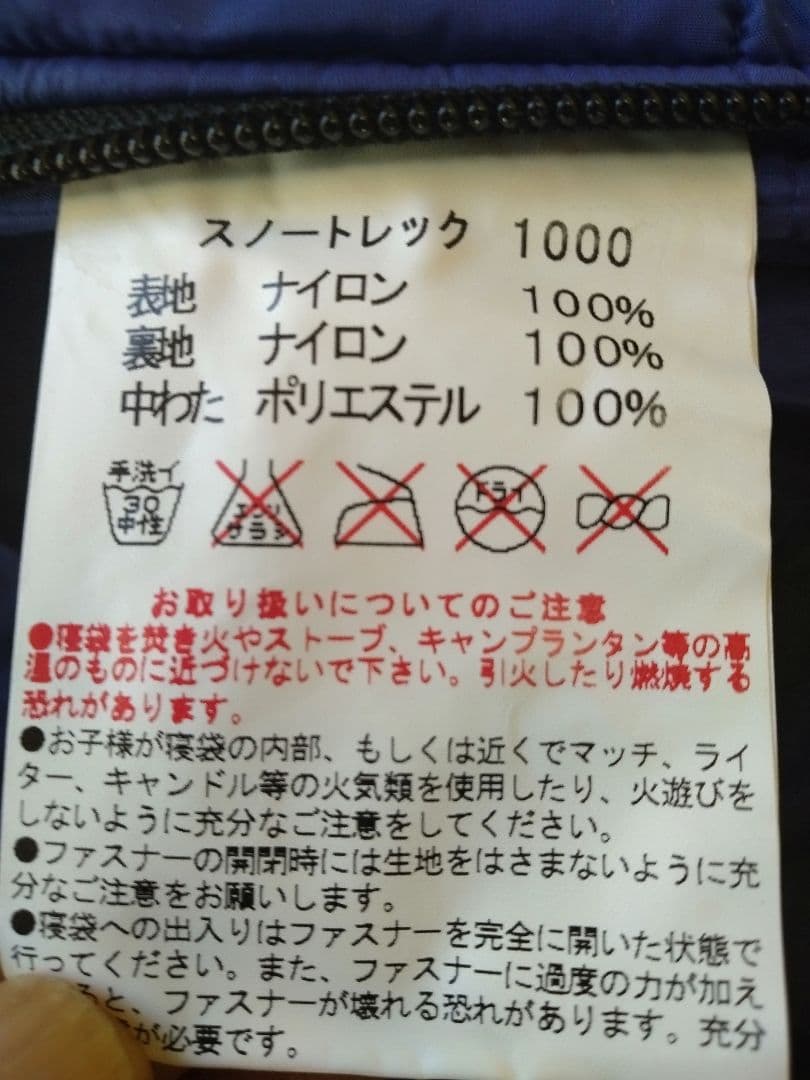 スノートレック 1000
表地 ナイロン 100%
裏地 ナイロン 100%
中わた ポリエステル 100%
手洗イ
30
中性
エンソ
サラシ
ドライ
お取り扱いについてのご注意
●寝袋を焚き火やストーブ、キャンプランタン等の高
温のものに近づけないで下さい。引火したり燃焼する
恐れがあります。
●お子様が寝袋の内部、もしくは近くでマッチ、ライ
ター、キャンドル等の火気類を使用したり、火遊びを
しないように充分なご注意をしてください。
●ファスナーの開閉時には生地をはさまないように充
分なご注意をお願いします。
●寝袋への出入りはファスナーを完全に開いた状態で
行ってください。また、ファスナーに過度の力が加え
ると、ファスナーが壊れる恐れがあります。充分
が必要です。